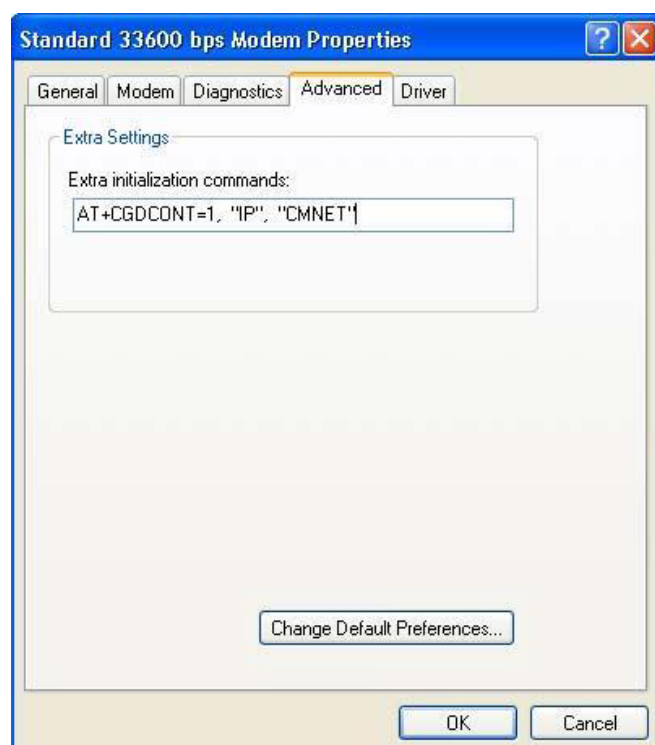 Standard 33600 bps Modem Properties
General Modem Diagnostics Advanced Driver
Extra Settings
Extra initialization commands:
AT+CGDCONT=1, "IP", "CMNET"
Change Default Preferences...
OK Cancel